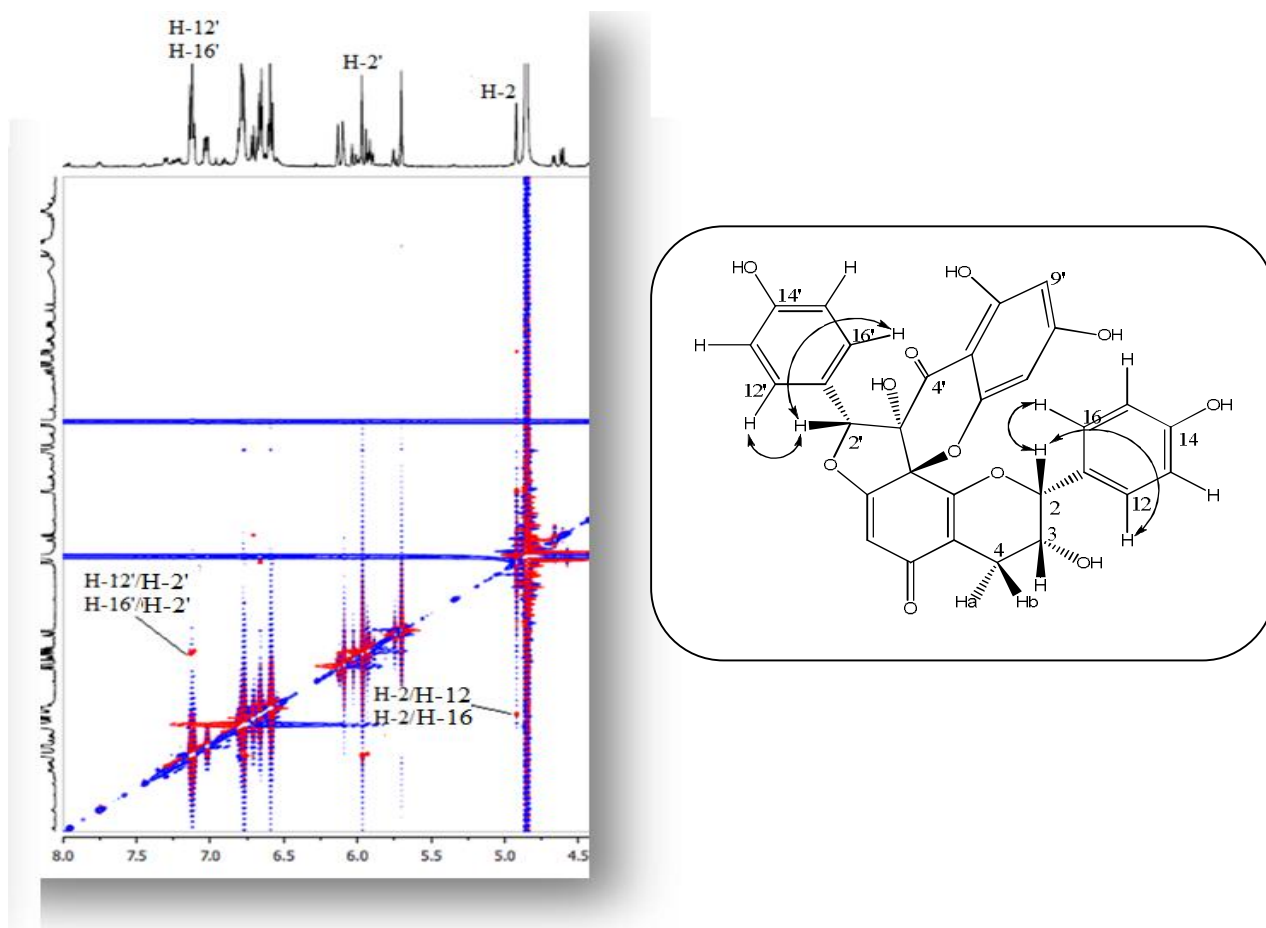 H-12'
H-16'
H-2'
H-2
H-12'/H-2'
H-16'/H-2'
H-2/H-12
H-2/H-16
8.0 7.0 6.5 6.0 5.5 5.0 4.5
HO H HO 9'
14'
H 16' H O OH
12' HO 4' H
H H 2' H 16 OH
O O H 14
O 2 12 H
3 H
4 OH
O Ha Hb H